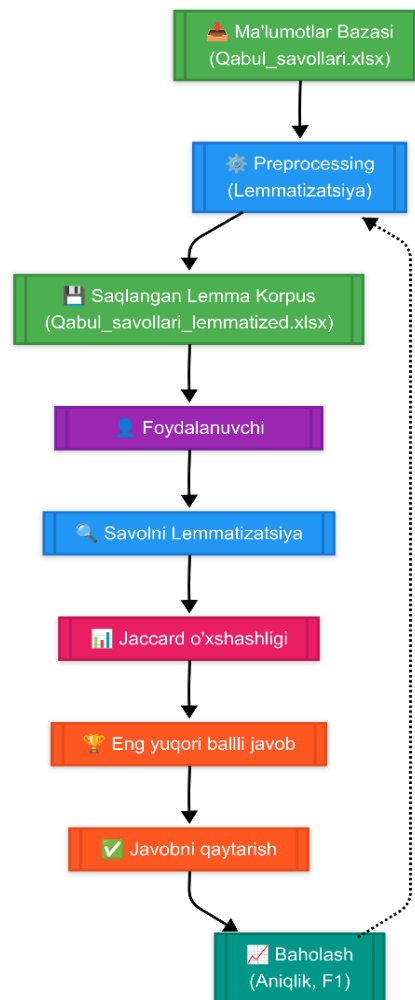 📥 Ma'lumotlar Bazasi
(Qabul_savollari.xlsx)
⚙️ Preprocessing
(Lemmatizatsiya)
💾 Saqlangan Lemma Korpus
(Qabul_savollari_lemmatized.xlsx)
👤 Foydalanuvchi
🔍 Savolni Lemmatizatsiya
📊 Jaccard o'xshashligi
🏆 Eng yuqori ballli javob
✅ Javobni qaytarish
📈 Baholash
(Aniqlik, F1)